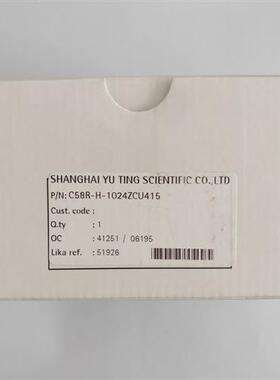 SHANGHAI YU TING SCIENTIFIC CO.,LTD
P/N: C58R-H-1024ZCU415
Cust. code :
Q.ty : 1
OC : 41251 / 06195
Lika ref. : 51926